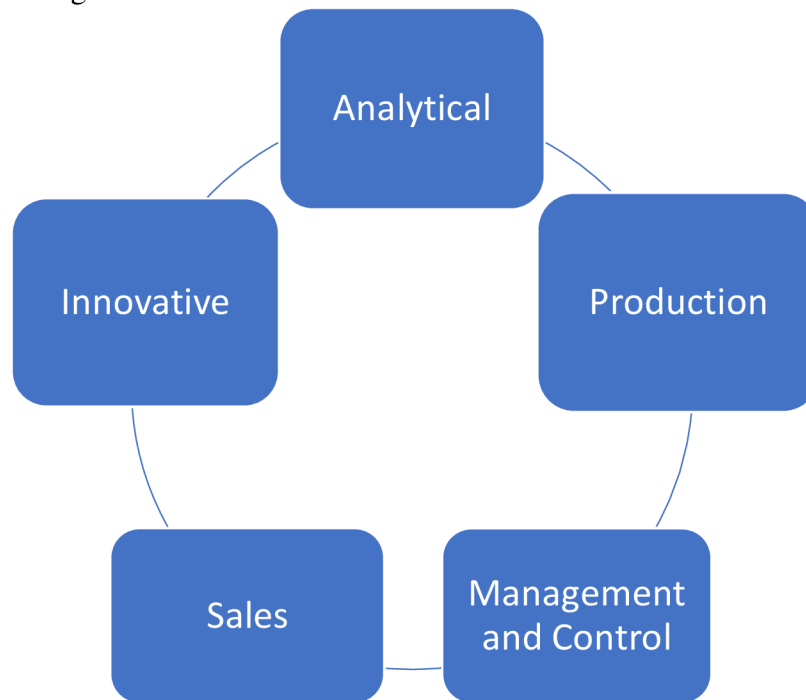 Analytical
Innovative
Production
Sales
Management
and Control